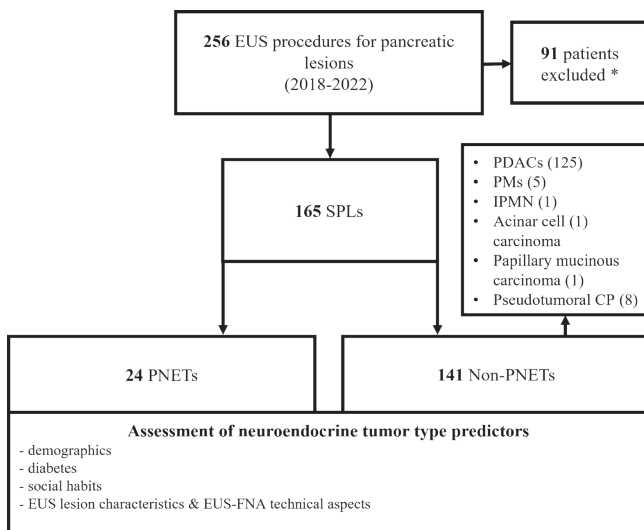 256 EUS procedures for pancreatic
lesions
(2018-2022)
91 patients
excluded *
165 SPLs
• PDACs (125)
• PMs (5)
• IPMN (1)
• Acinar cell (1)
carcinoma
• Papillary mucinous
carcinoma (1)
• Pseudotumoral CP (8)
24 PNETs
141 Non-PNETs
Assessment of neuroendocrine tumor type predictors
- demographics
- diabetes
- social habits
- EUS lesion characteristics & EUS-FNA technical aspects